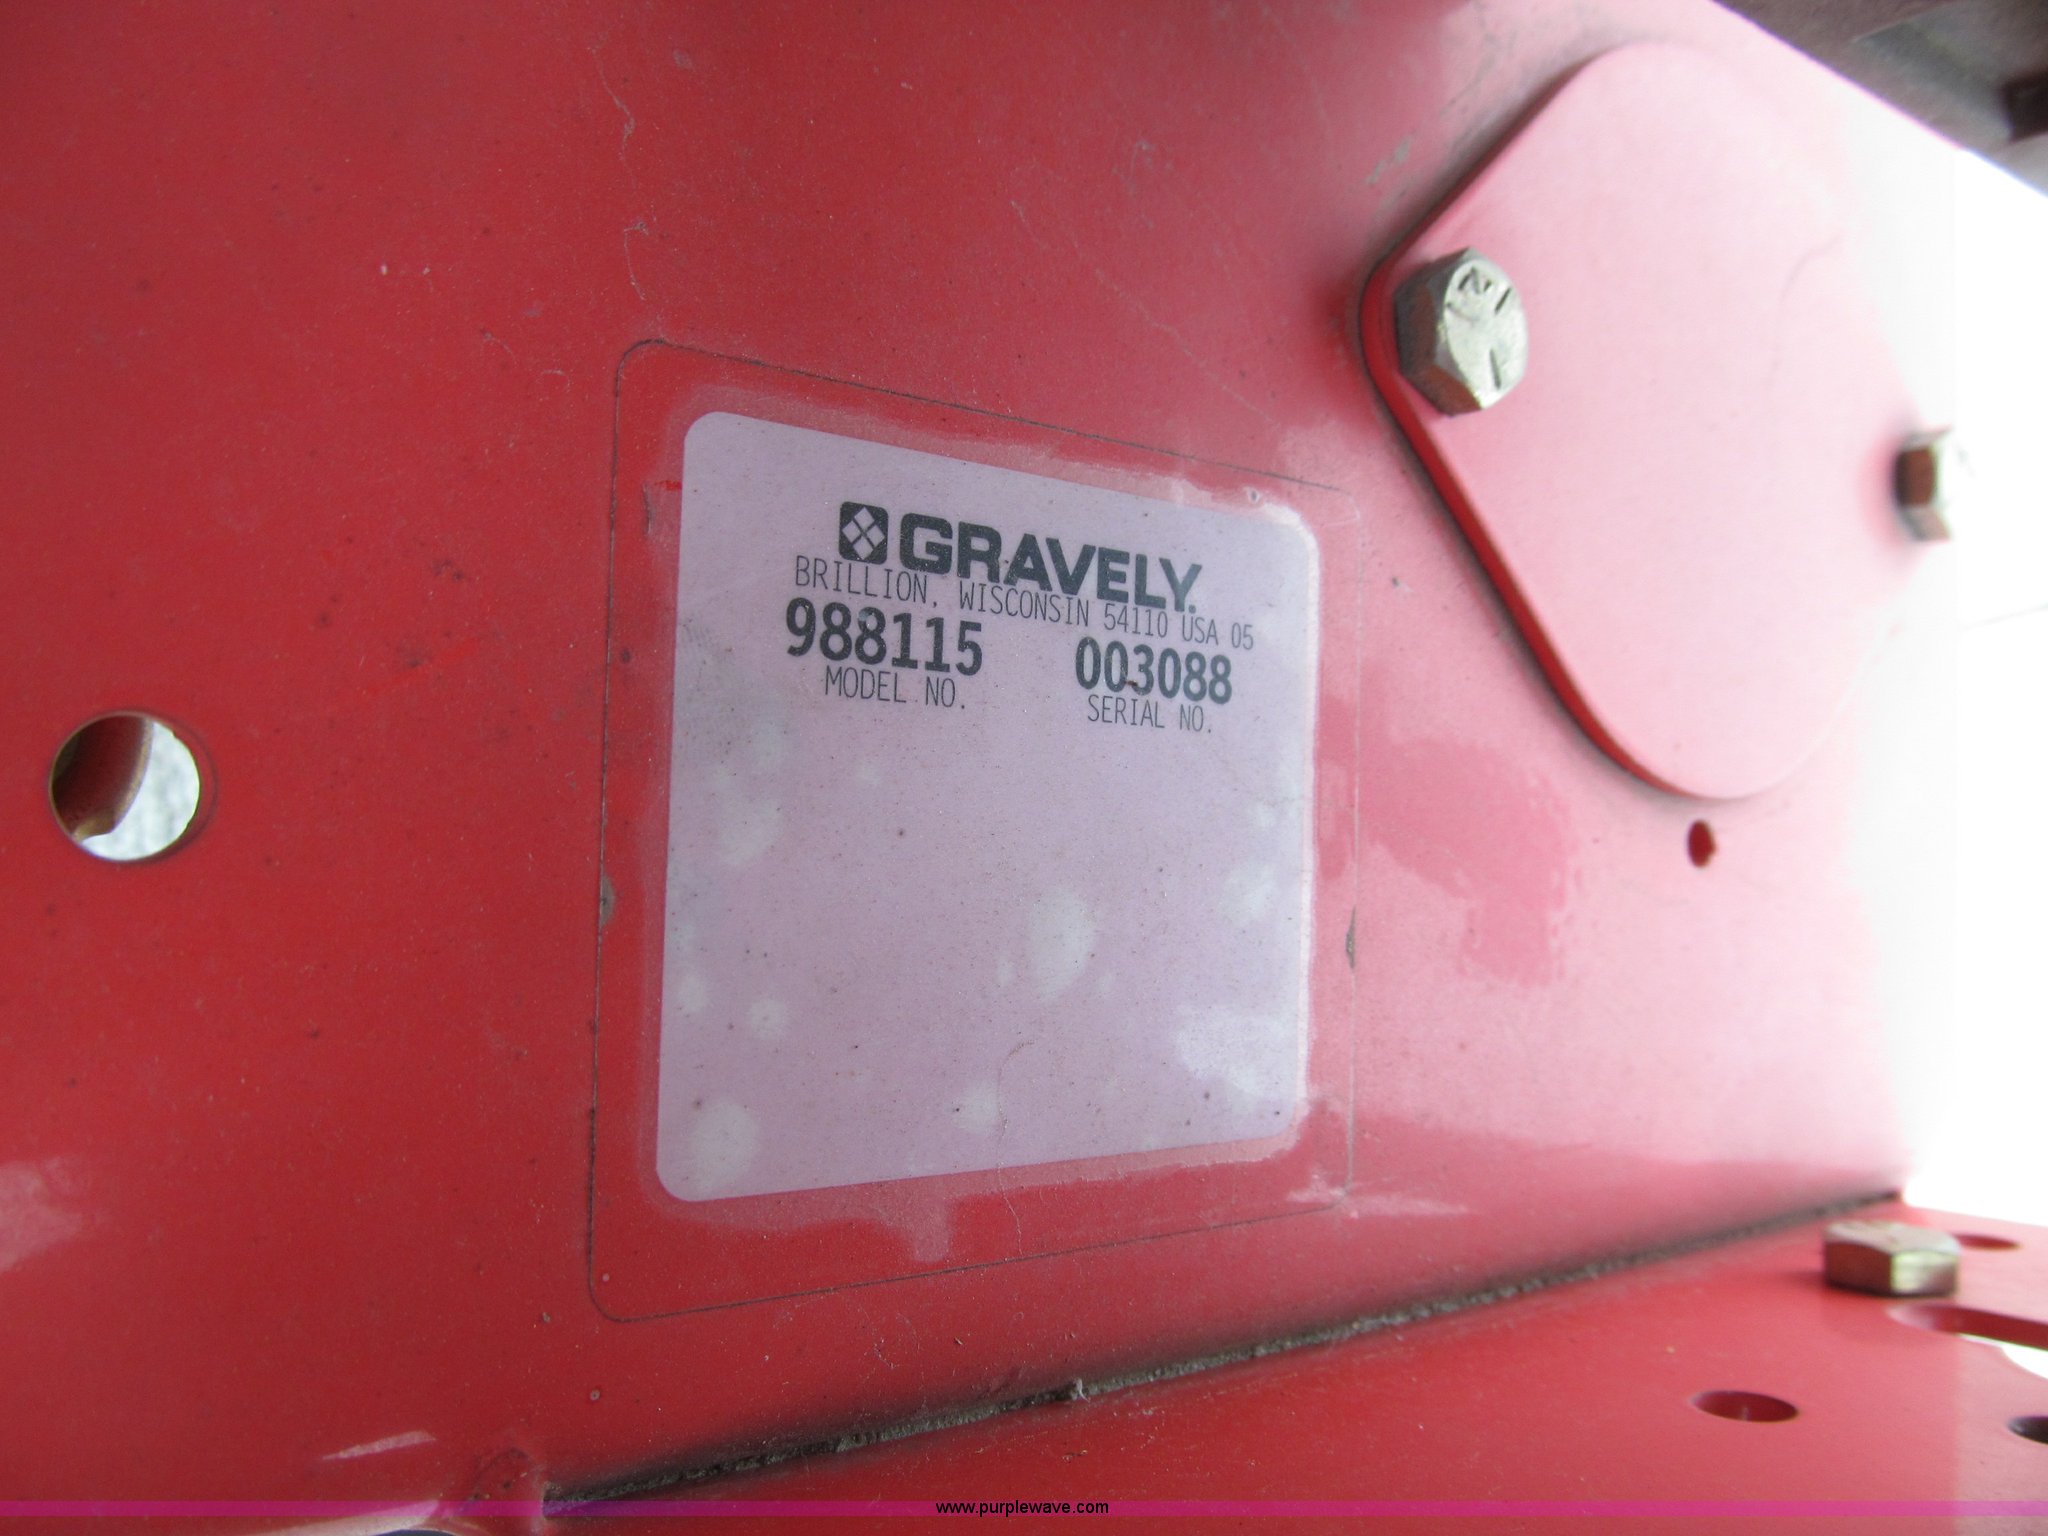 GRAVELY.
BRILLION, WISCONSIN 54110 USA 05
988115 003088
MODEL NO. SERIAL NO.
www.purplewave.com